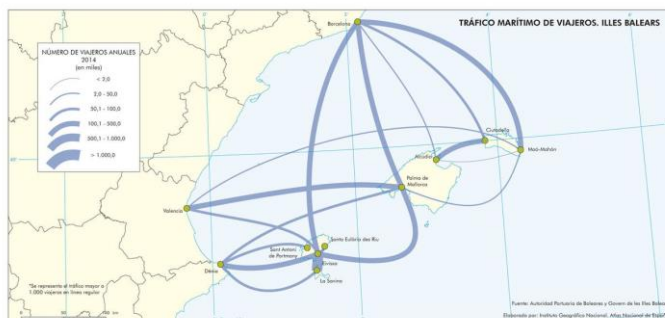 TRÁFICO MARÍTIMO DE VIAJEROS. ILLES BALEARS
NÚMERO DE VIAJEROS ANUALES
2014
(en miles)
< 2,0
2,0 - 50,0
50,1 - 100,0
100,1 - 500,0
500,1 - 1.000,0
> 1.000,0
Barcelona
Ciutadella
Maó-Mahón
Alcúdia
Palma de
Mallorca
Valencia
Santa Eulària des Riu
Sant Antoni
de Portmany
Eivissa
Dénia
La Savina
*Se representa el tráfico mayor a
1.000 viajeros en línea regular
Fuente: Autoridad Portuaria de Baleares y Govern de les Illes Balears
Elaborado por: Instituto Geográfico Nacional. Atlas Nacional de España